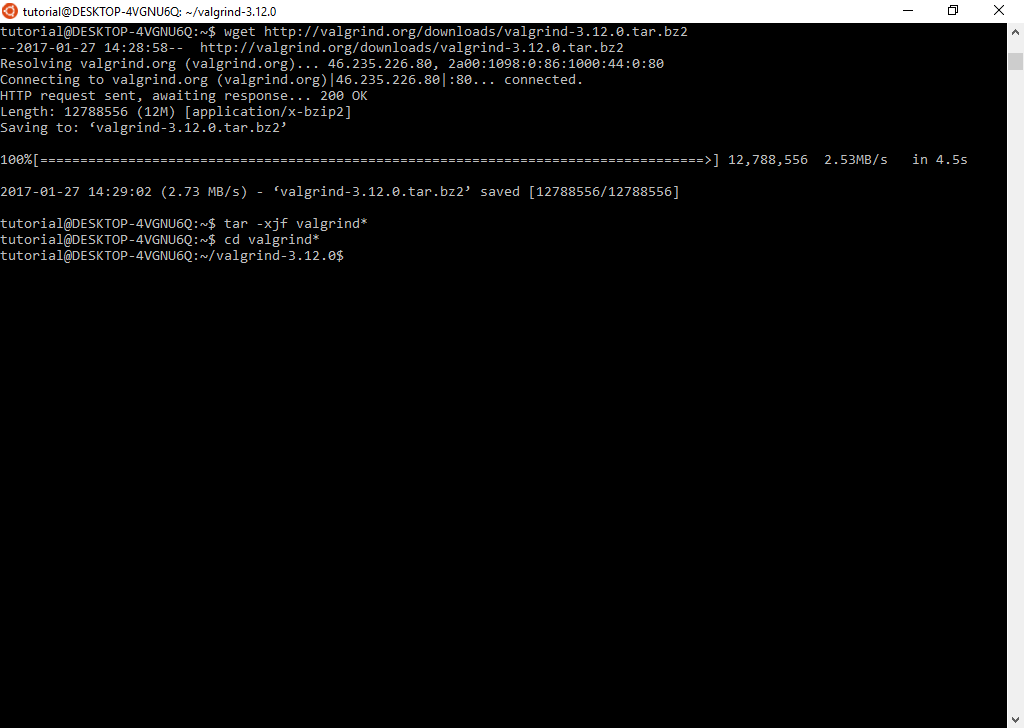 tutorial@DESKTOP-4VGNU6Q: ~/valgrind-3.12.0
tutorial@DESKTOP-4VGNU6Q:~$ wget http://valgrind.org/downloads/valgrind-3.12.0.tar.bz2
--2017-01-27 14:28:58--  http://valgrind.org/downloads/valgrind-3.12.0.tar.bz2
Resolving valgrind.org (valgrind.org)... 46.235.226.80, 2a00:1098:0:86:1000:44:0:80
Connecting to valgrind.org (valgrind.org)|46.235.226.80|:80... connected.
HTTP request sent, awaiting response... 200 OK
Length: 12788556 (12M) [application/x-bzip2]
Saving to: ‘valgrind-3.12.0.tar.bz2’
100%[===================================================================================>] 12,788,556  2.53MB/s   in 4.5s
2017-01-27 14:29:02 (2.73 MB/s) - ‘valgrind-3.12.0.tar.bz2’ saved [12788556/12788556]
tutorial@DESKTOP-4VGNU6Q:~$ tar -xjf valgrind*
tutorial@DESKTOP-4VGNU6Q:~$ cd valgrind*
tutorial@DESKTOP-4VGNU6Q:~/valgrind-3.12.0$